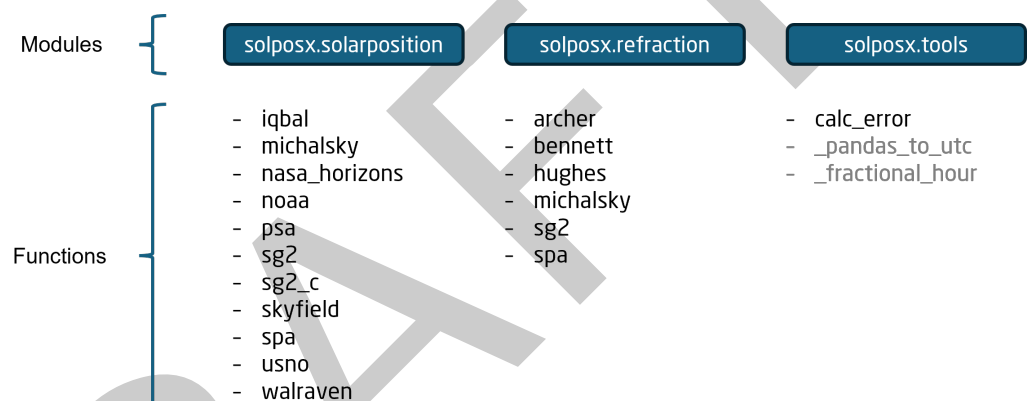 Modules
solposx.solarposition
solposx.refraction
solposx.tools
Functions
- iqbal
- michalsky
- nasa_horizons
- noaa
- psa
- sg2
- sg2_c
- skyfield
- spa
- usno
- walraven
- archer
- bennett
- hughes
- michalsky
- sg2
- spa
- calc_error
- _pandas_to_utc
- _fractional_hour